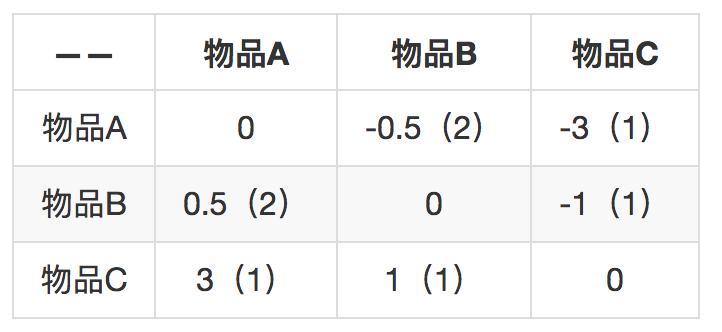 —— 物品A 物品B 物品C
物品A 0 -0.5（2） -3（1）
物品B 0.5（2） 0 -1（1）
物品C 3（1） 1（1） 0